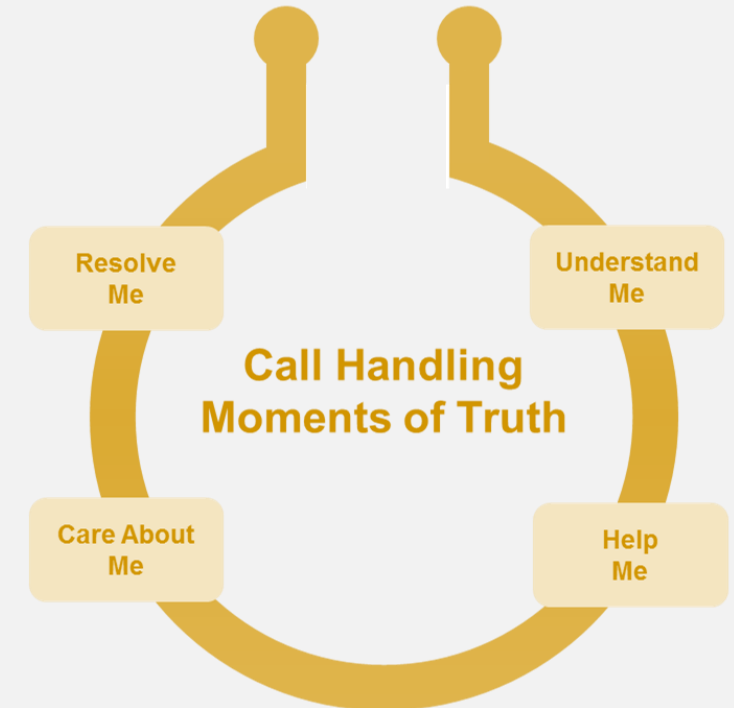 Resolve
Me
Understand
Me
Call Handling
Moments of Truth
Care About
Me
Help
Me